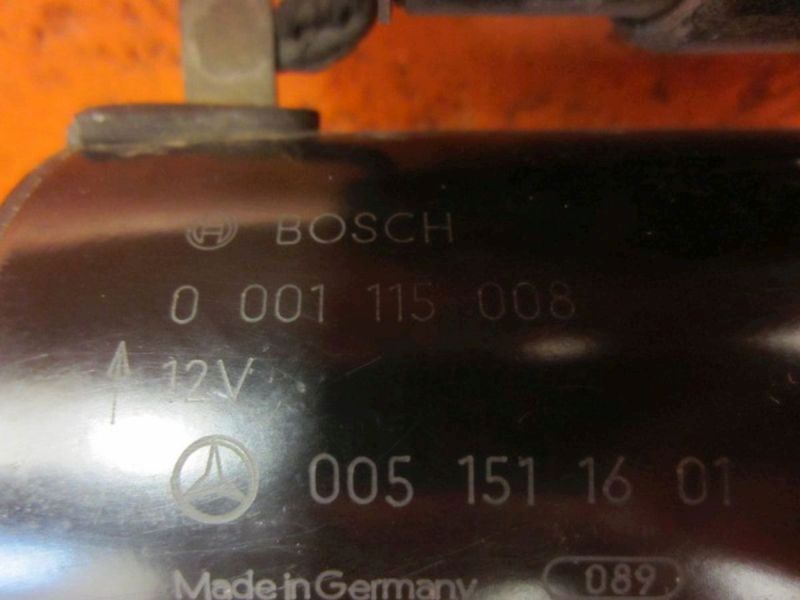 BOSCH
0 001 115 008
12V
005 151 16 01
Made in Germany 089